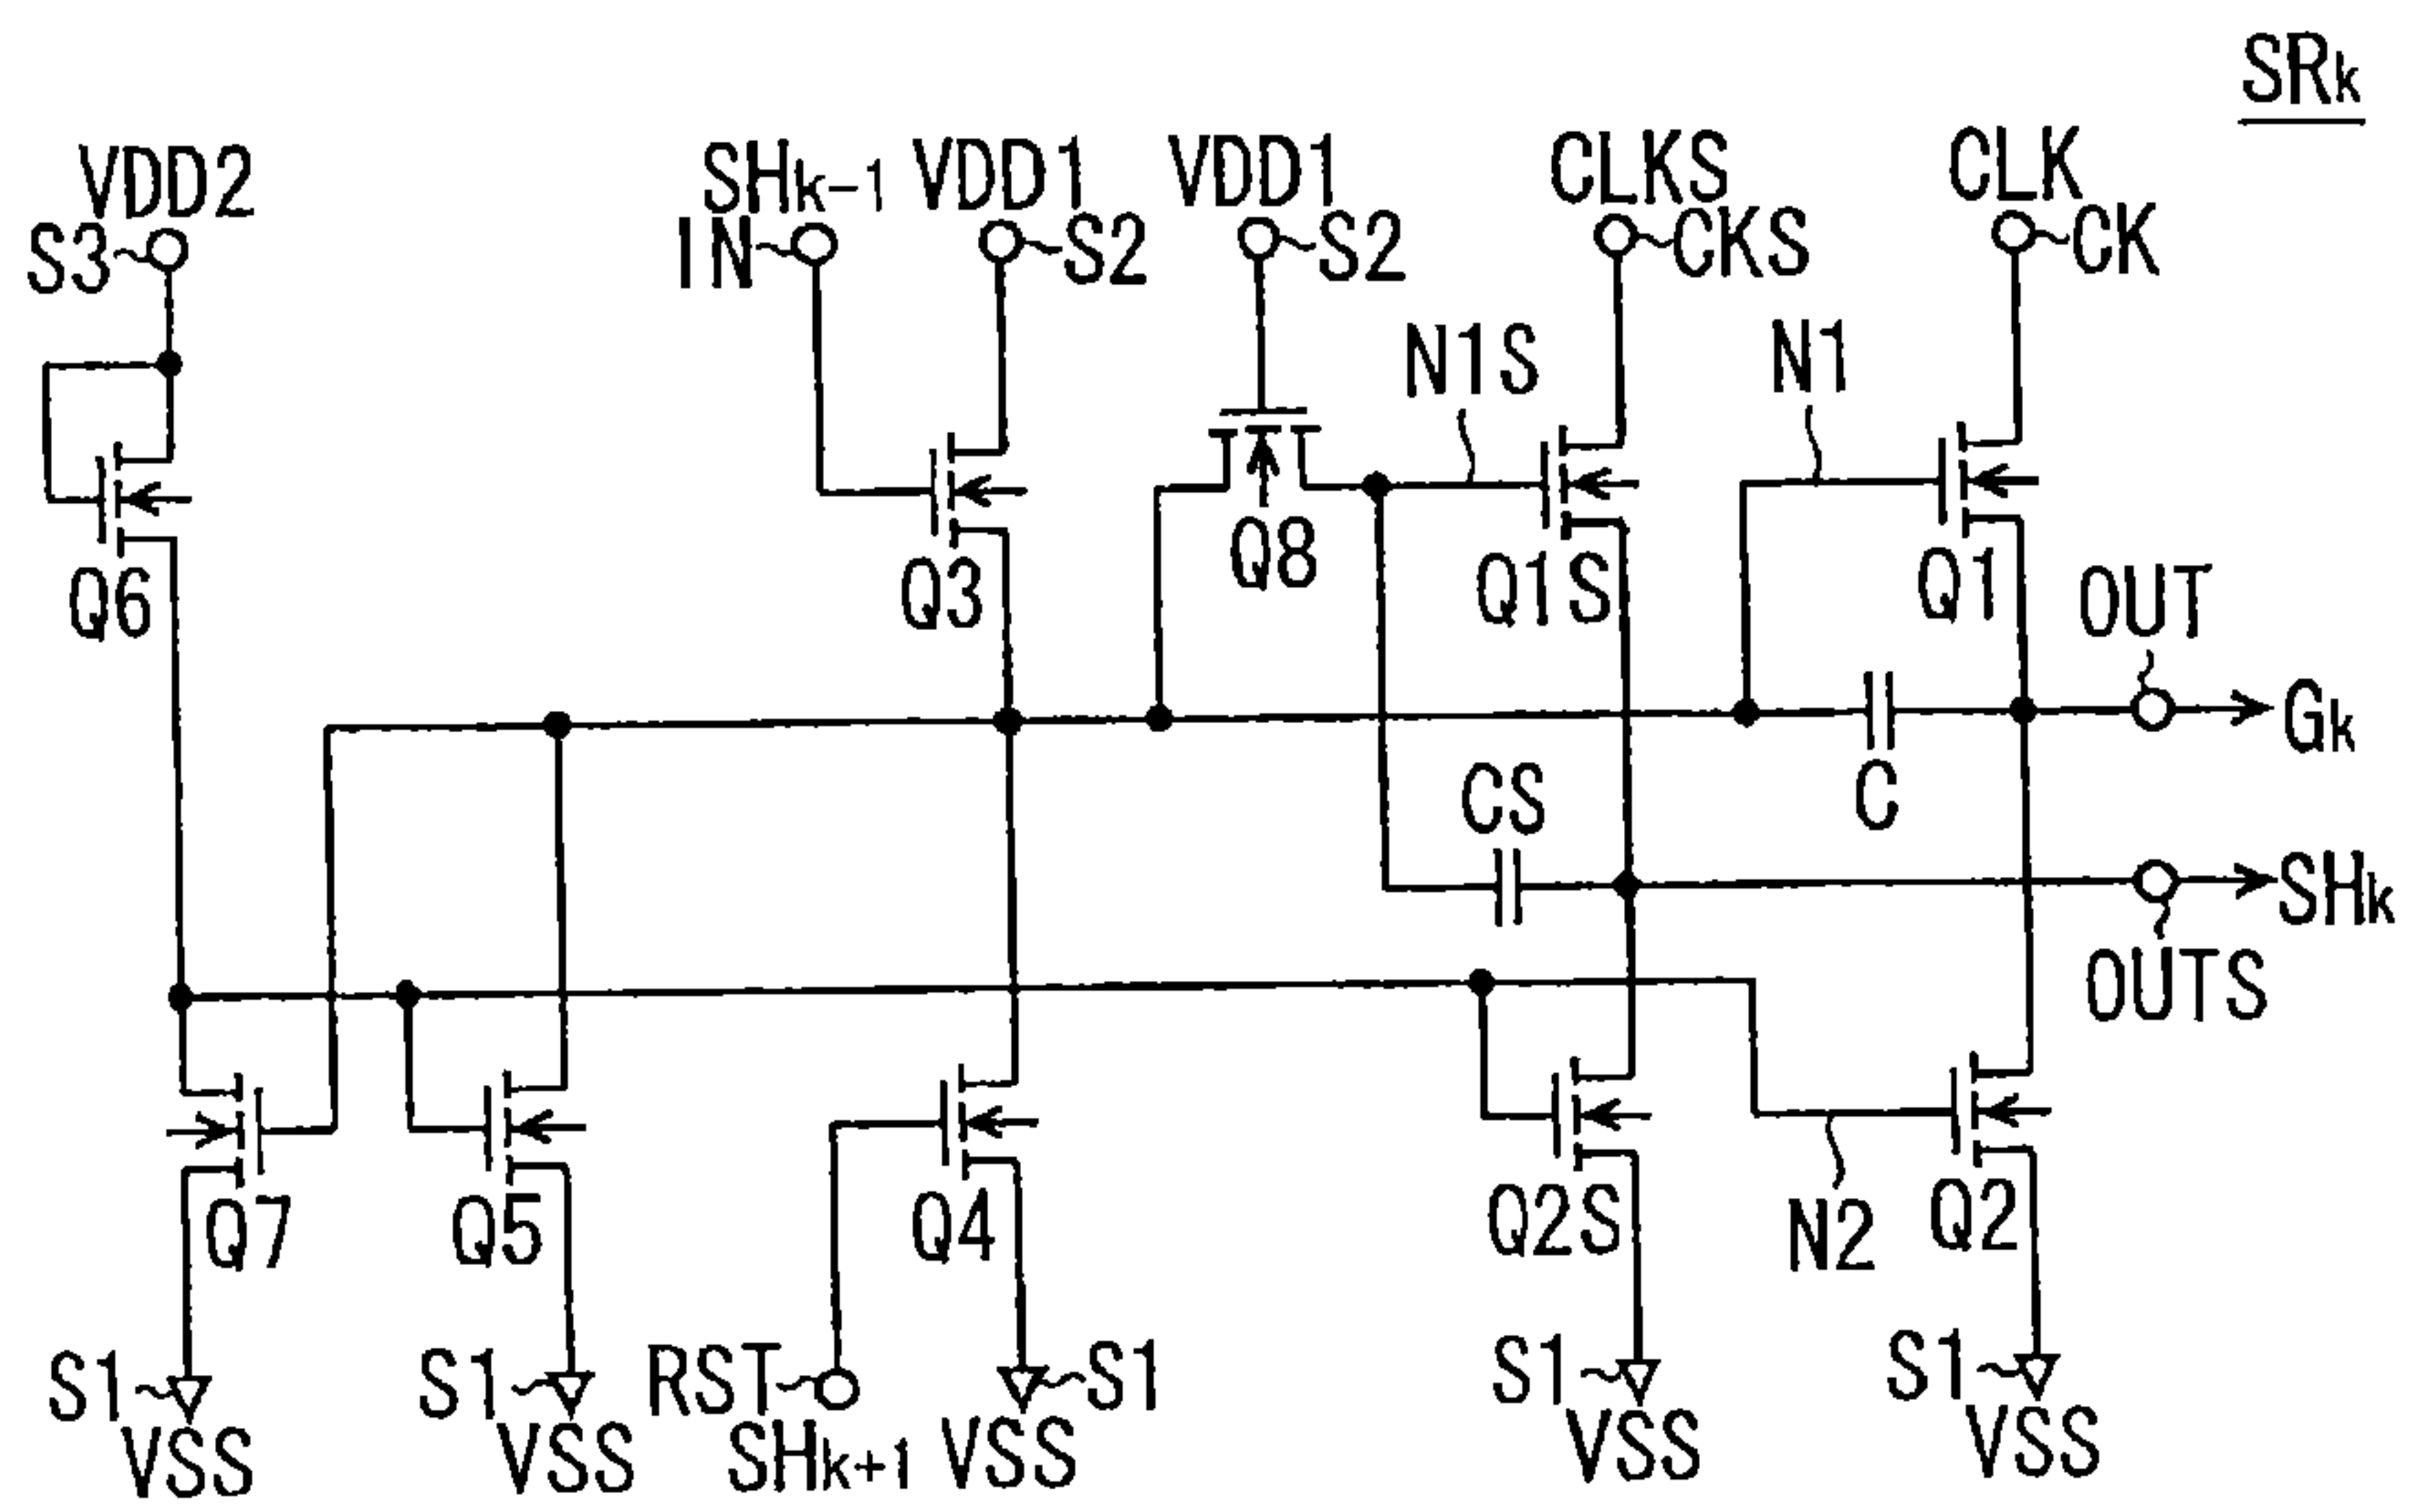 SRk
VDD2
SHk-1
VDD1
VDD1
CLKS
CLK
S3
IN
S2
S2
CKS
CK
N1S
N1
Q6
Q3
Q8
Q1S
Q1
OUT
Gk
CS
C
SHk
OUTS
Q7
Q5
Q4
Q2S
N2
Q2
S1
S1
RST
S1
S1
S1
VSS
VSS
SHk+1
VSS
VSS
VSS